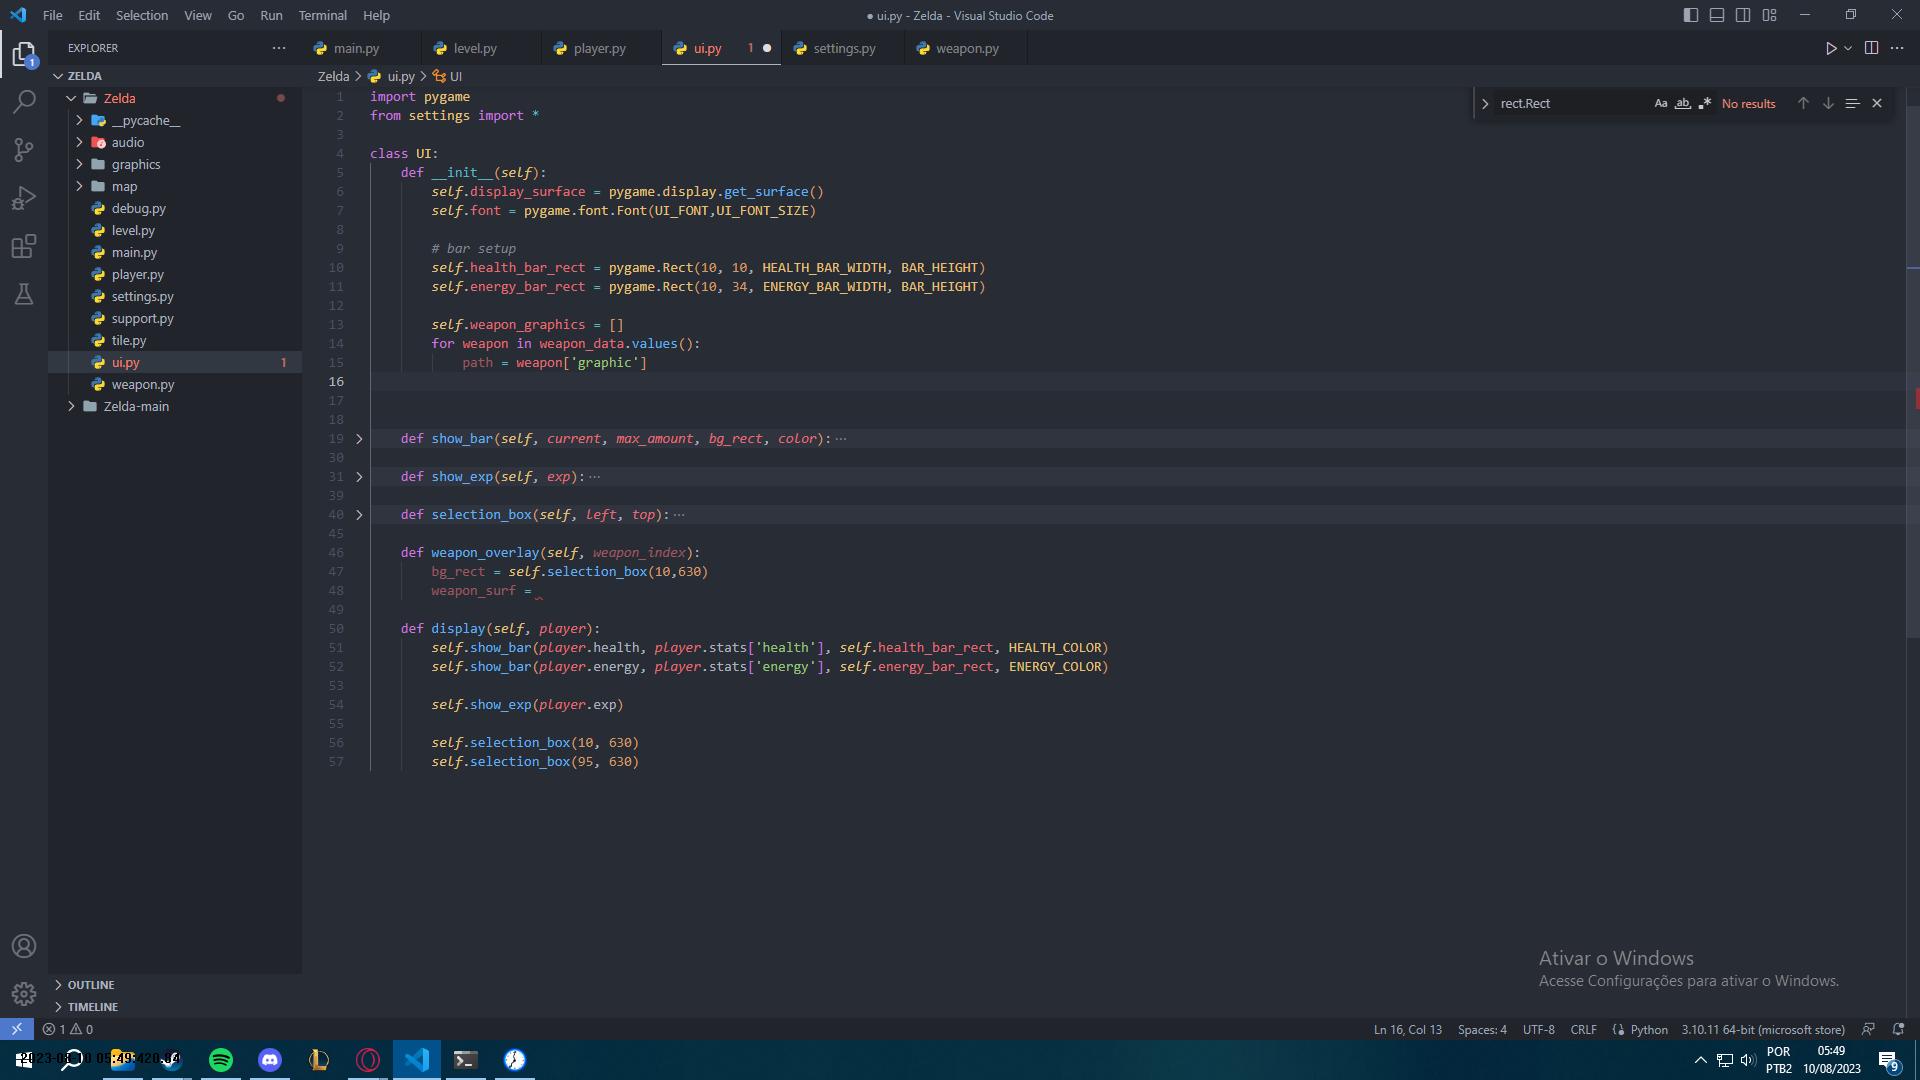 File Edit Selection View Go Run Terminal Help
● ui.py - Zelda - Visual Studio Code
EXPLORER
main.py
level.py
player.py
ui.py 1
settings.py
weapon.py
1
ZELDA
Zelda
__pycache__
audio
graphics
map
debug.py
level.py
main.py
player.py
settings.py
support.py
tile.py
ui.py 1
weapon.py
Zelda-main
OUTLINE
TIMELINE
Zelda > ui.py > UI
rect.Rect Aa ab No results
1 import pygame
2 from settings import *
3
4 class UI:
5 def __init__(self):
6 self.display_surface = pygame.display.get_surface()
7 self.font = pygame.font.Font(UI_FONT,UI_FONT_SIZE)
8
9 # bar setup
10 self.health_bar_rect = pygame.Rect(10, 10, HEALTH_BAR_WIDTH, BAR_HEIGHT)
11 self.energy_bar_rect = pygame.Rect(10, 34, ENERGY_BAR_WIDTH, BAR_HEIGHT)
12
13 self.weapon_graphics = []
14 for weapon in weapon_data.values():
15 path = weapon['graphic']
16
17
18
19 def show_bar(self, current, max_amount, bg_rect, color):···
30
31 def show_exp(self, exp):···
39
40 def selection_box(self, left, top):···
45
46 def weapon_overlay(self, weapon_index):
47 bg_rect = self.selection_box(10,630)
48 weapon_surf =
49
50 def display(self, player):
51 self.show_bar(player.health, player.stats['health'], self.health_bar_rect, HEALTH_COLOR)
52 self.show_bar(player.energy, player.stats['energy'], self.energy_bar_rect, ENERGY_COLOR)
53
54 self.show_exp(player.exp)
55
56 self.selection_box(10, 630)
57 self.selection_box(95, 630)
Ativar o Windows
Acesse Configurações para ativar o Windows.
1 0
Ln 16, Col 13 Spaces: 4 UTF-8 CRLF Python 3.10.11 64-bit (microsoft store)
POR
PTB2
05:49
10/08/2023
9